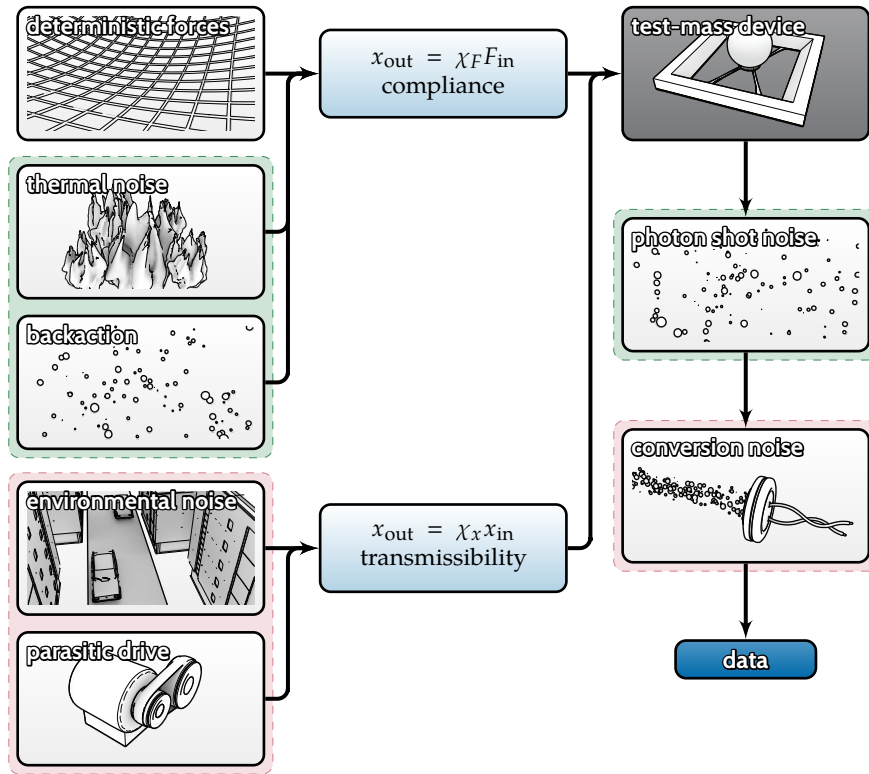 deterministic forces
thermal noise
backaction
environmental noise
parasitic drive
x_out = χ_F F_in
compliance
x_out = χ_x x_in
transmissibility
test-mass device
photon shot noise
conversion noise
data